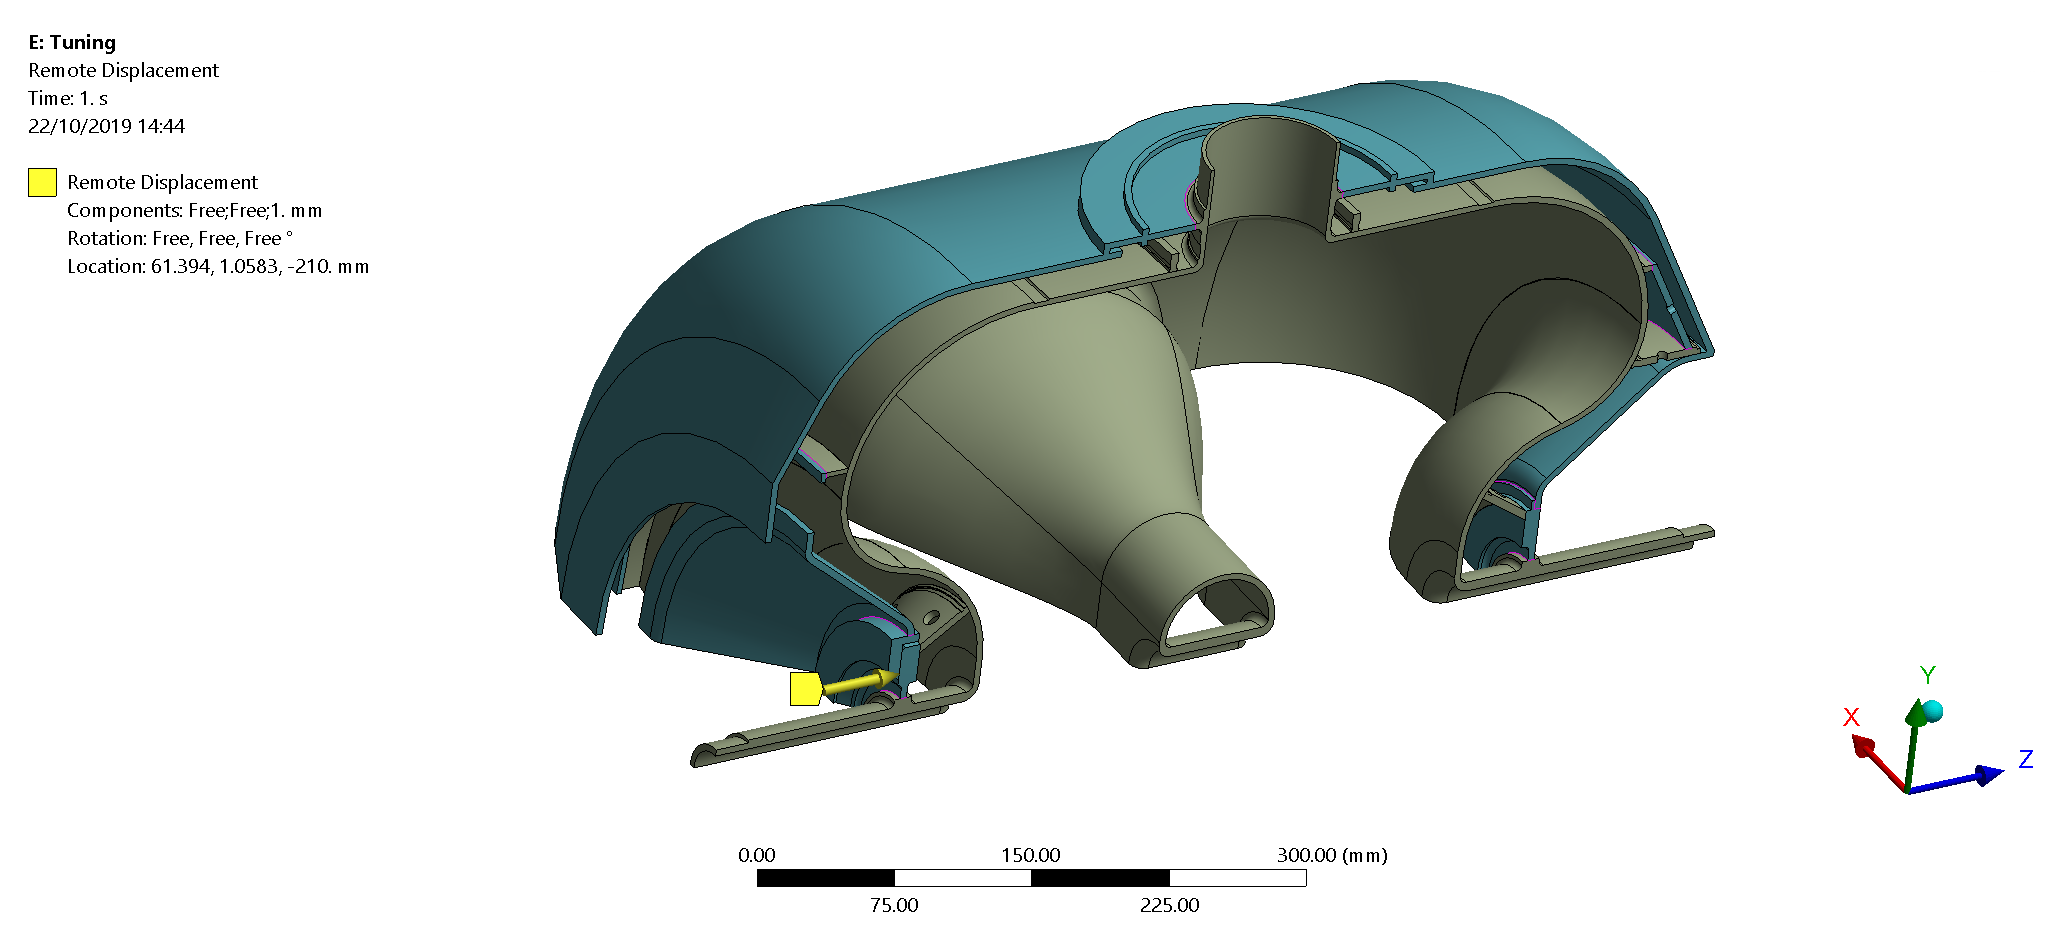 E: Tuning
Remote Displacement
Time: 1. s
22/10/2019 14:44
Remote Displacement
Components: Free;Free;1. mm
Rotation: Free, Free, Free °
Location: 61.394, 1.0583, -210. mm
Y
X
Z
0.00 150.00 300.00 (mm)
75.00 225.00